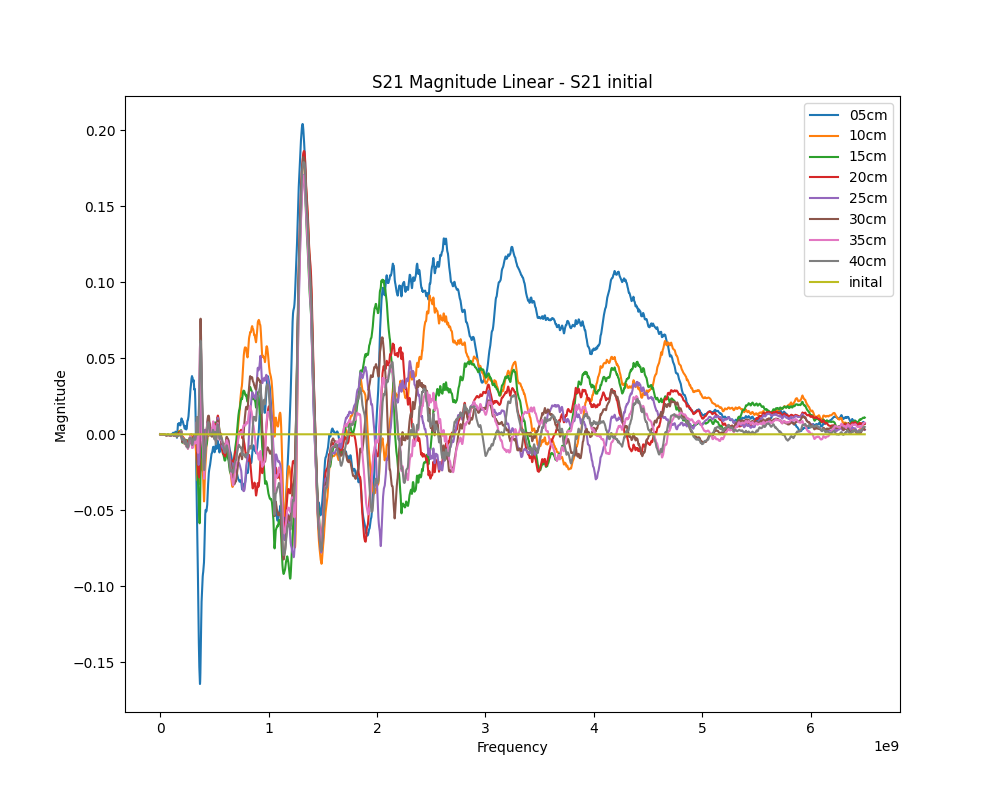 S21 Magnitude Linear - S21 initial
Magnitude
0.20
0.15
0.10
0.05
0.00
−0.05
−0.10
−0.15
05cm
10cm
15cm
20cm
25cm
30cm
35cm
40cm
inital
0 1 2 3 4 5 6
1e9
Frequency